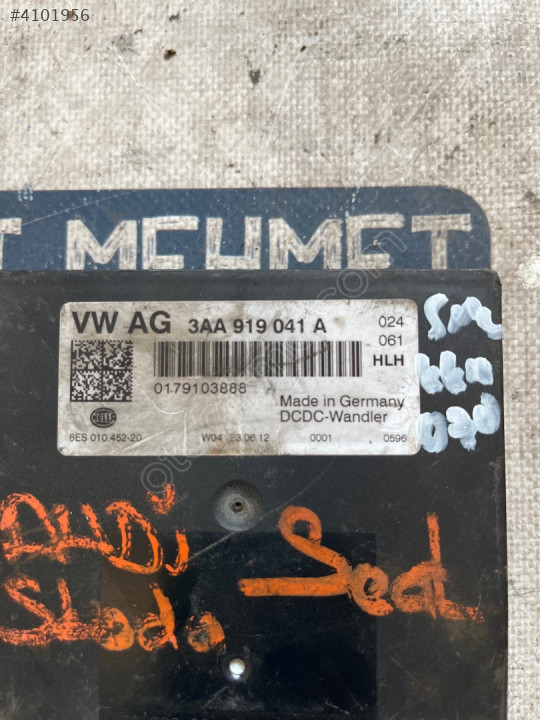 #4101956
MEHMET
VW AG 3AA 919 041 A
024
061
HLH
0179103888
Made in Germany
DCDC-Wandler
HELLA
6ES 010 452-20 W04 23.06.12 0001 0596
AUDi
Skoda
Seat